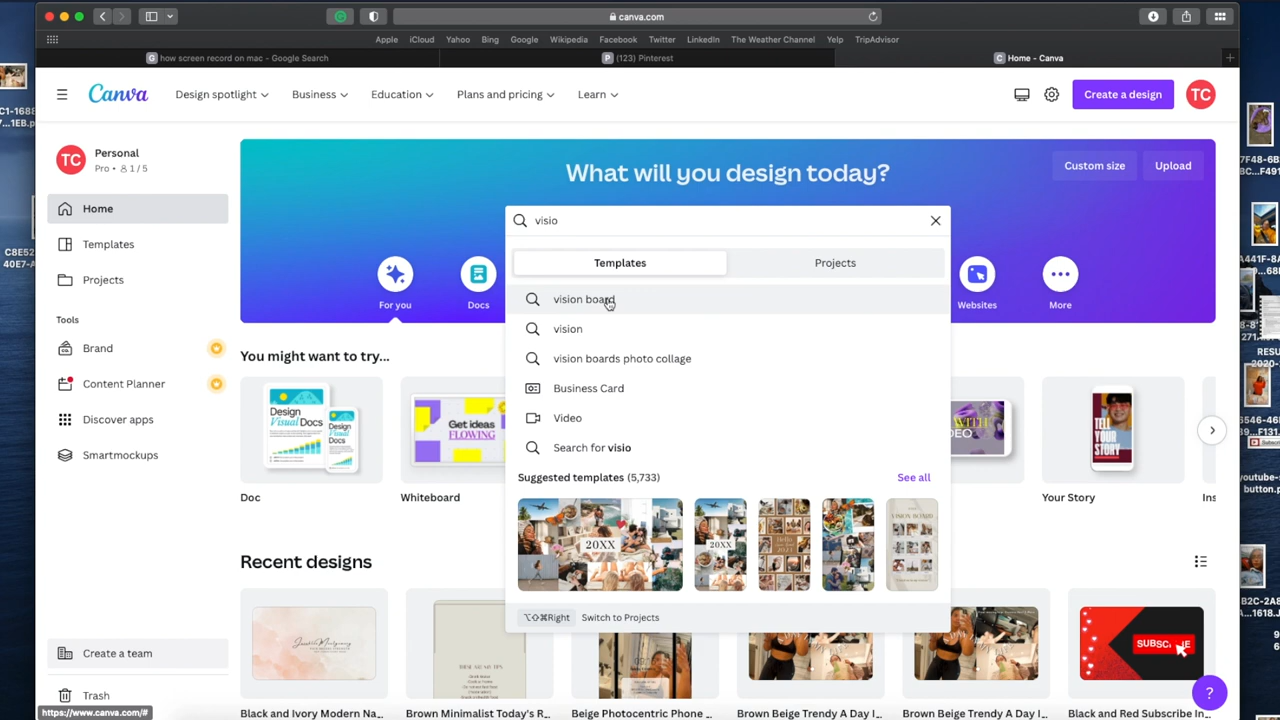 canva.com
Apple iCloud Yahoo Bing Google Wikipedia Facebook Twitter LinkedIn The Weather Channel Yelp TripAdvisor
how screen record on mac - Google Search
(123) Pinterest
Home - Canva
Canva
Design spotlight
Business
Education
Plans and pricing
Learn
Create a design
TC
TC
Personal
Pro • 1/5
Home
Templates
Projects
Tools
Brand
Content Planner
Discover apps
Smartmockups
Create a team
Trash
https://www.canva.com/#
What will you design today?
Custom size
Upload
visio
Templates
Projects
For you
Docs
Websites
More
vision board
vision
vision boards photo collage
Business Card
Video
Search for visio
Suggested templates (5,733)
See all
20XX
20XX
VISION BOARD
⌥⇧⌘Right Switch to Projects
You might want to try...
Design Visual Docs
Get ideas FLOWING
TELL YOUR STORY
Doc
Whiteboard
Your Story
Ins
Recent designs
Black and Ivory Modern Na...
Brown Minimalist Today's R...
Beige Photocentric Phone ...
Brown Beige Trendy A Day I...
Brown Beige Trendy A Day I...
Black and Red Subscribe In...
?